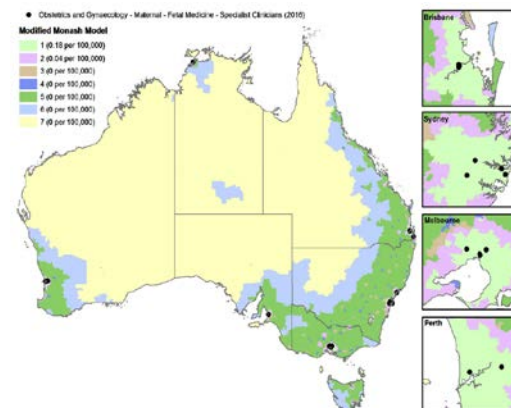 Obstetrics and Gynaecology - Maternal - Fetal Medicine - Specialist Clinicians (2016)
Modified Monash Model
1 (0.18 per 100,000)
2 (0.04 per 100,000)
3 (0 per 100,000)
4 (0 per 100,000)
5 (0 per 100,000)
6 (0 per 100,000)
7 (0 per 100,000)
Brisbane
Sydney
Melbourne
Perth